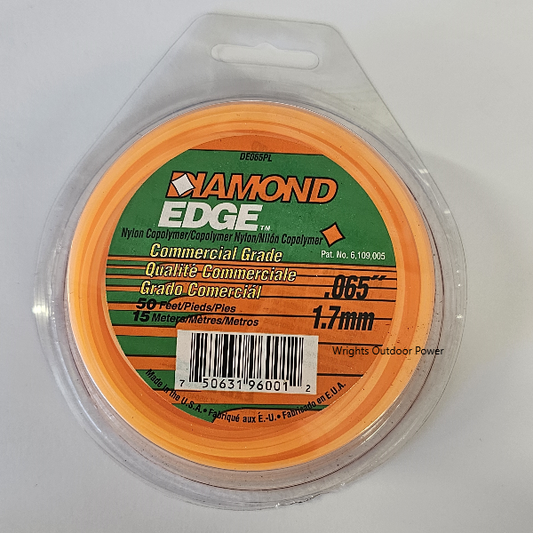 DE065PL
DIAMOND
EDGE™
Nylon Copolymer/Copolymer Nylon/Nilón Copolymer
Pat. No. 6,109,005
Commercial Grade
Qualité Commerciale
Grado Comerciál
.065"
50 Feet/Pieds/Pies
15 Meters/Mètres/Metros
1.7mm
Wrights Outdoor Power
7 50631 96001 2
Made in the U.S.A. • Fabriqué aux E.-U. • Fabricado en E.U.A.